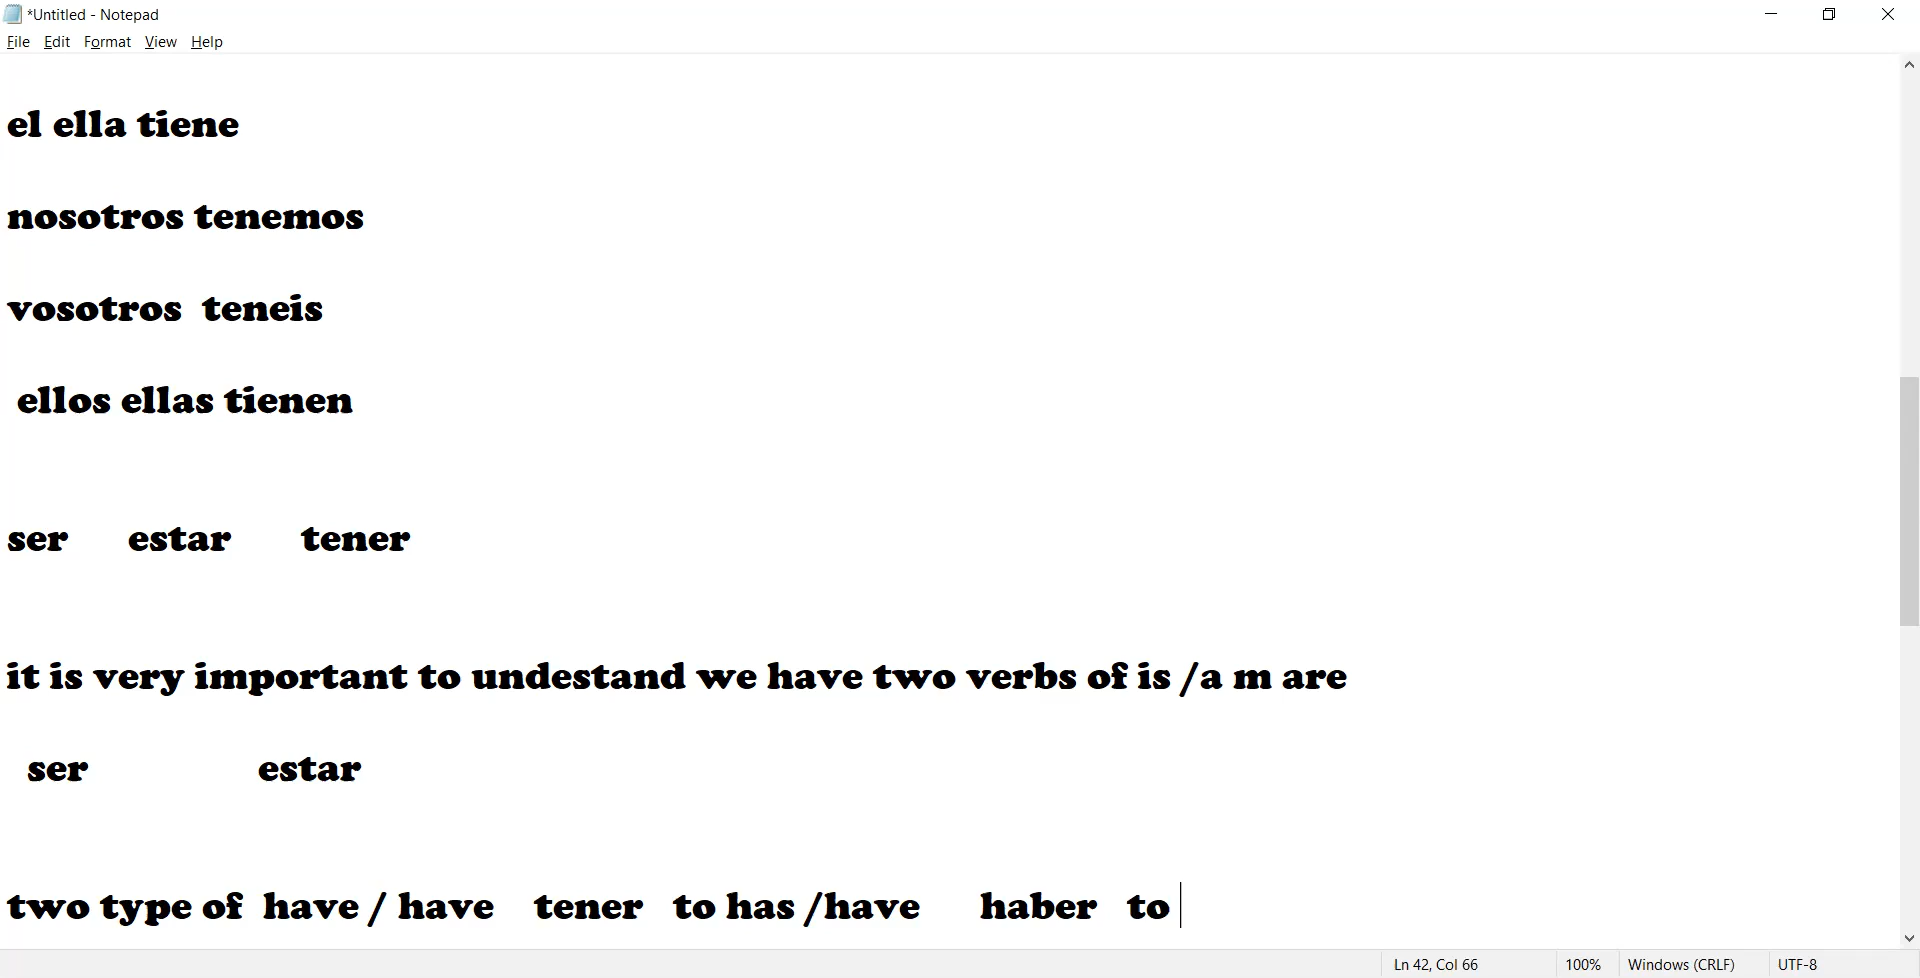 *Untitled - Notepad
File Edit Format View Help
el ella tiene
nosotros tenemos
vosotros  teneis
ellos ellas tienen
ser estar tener
it is very important to undestand we have two verbs of is /a m are
ser estar
two type of  have / have tener to has /have haber to
Ln 42, Col 66 100% Windows (CRLF) UTF-8